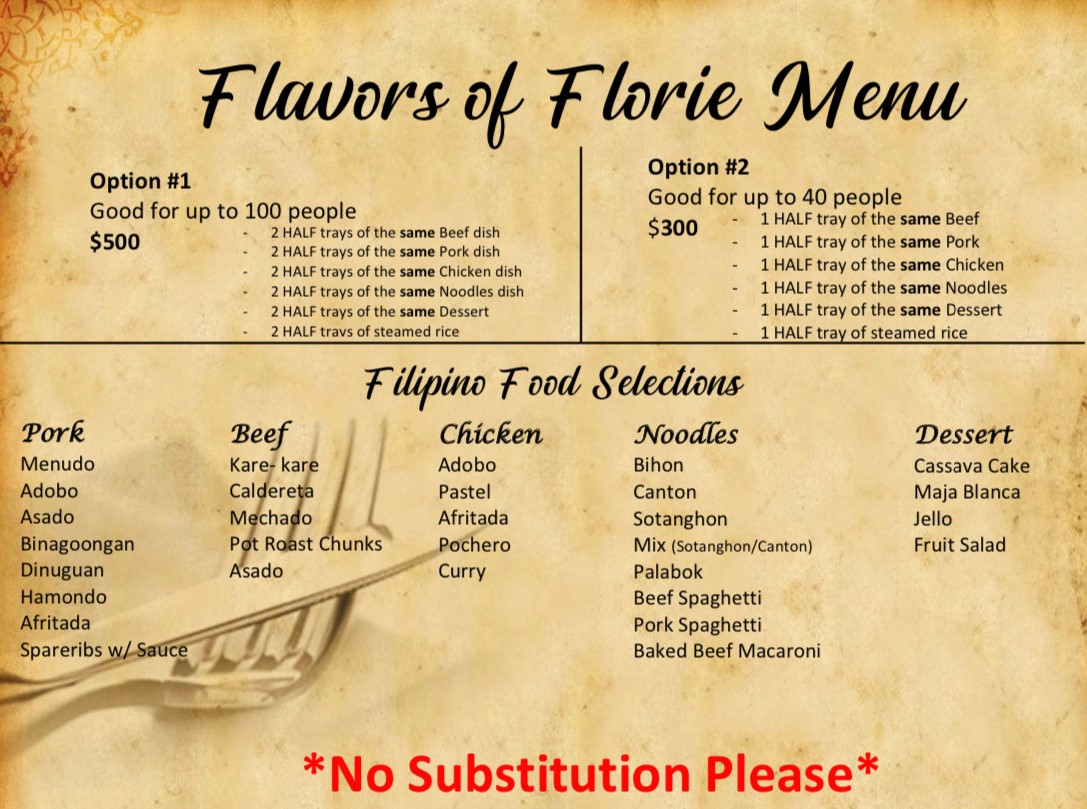 Flavors of Florie Menu
Option #1
Good for up to 100 people
$500
- 2 HALF trays of the same Beef dish
- 2 HALF trays of the same Pork dish
- 2 HALF trays of the same Chicken dish
- 2 HALF trays of the same Noodles dish
- 2 HALF trays of the same Dessert
- 2 HALF trays of steamed rice
Option #2
Good for up to 40 people
$300
- 1 HALF tray of the same Beef
- 1 HALF tray of the same Pork
- 1 HALF tray of the same Chicken
- 1 HALF tray of the same Noodles
- 1 HALF tray of the same Dessert
- 1 HALF tray of steamed rice
Filipino Food Selections
Pork
Menudo
Adobo
Asado
Binagoongan
Dinuguan
Hamondo
Afritada
Spareribs w/ Sauce
Beef
Kare- kare
Caldereta
Mechado
Pot Roast Chunks
Asado
Chicken
Adobo
Pastel
Afritada
Pochero
Curry
Noodles
Bihon
Canton
Sotanghon
Mix (Sotanghon/Canton)
Palabok
Beef Spaghetti
Pork Spaghetti
Baked Beef Macaroni
Dessert
Cassava Cake
Maja Blanca
Jello
Fruit Salad
*No Substitution Please*